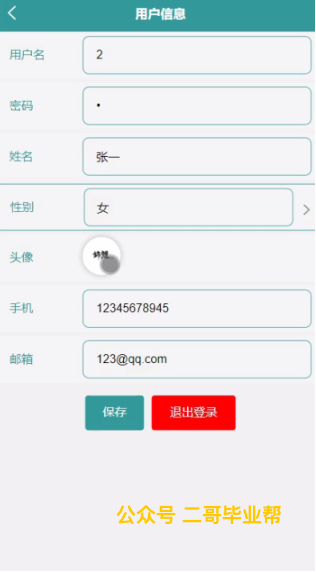 用户信息
用户名 2
密码 •
姓名 张一
性别 女
头像
手机 12345678945
邮箱 123@qq.com
保存 退出登录
公众号 二哥毕业帮